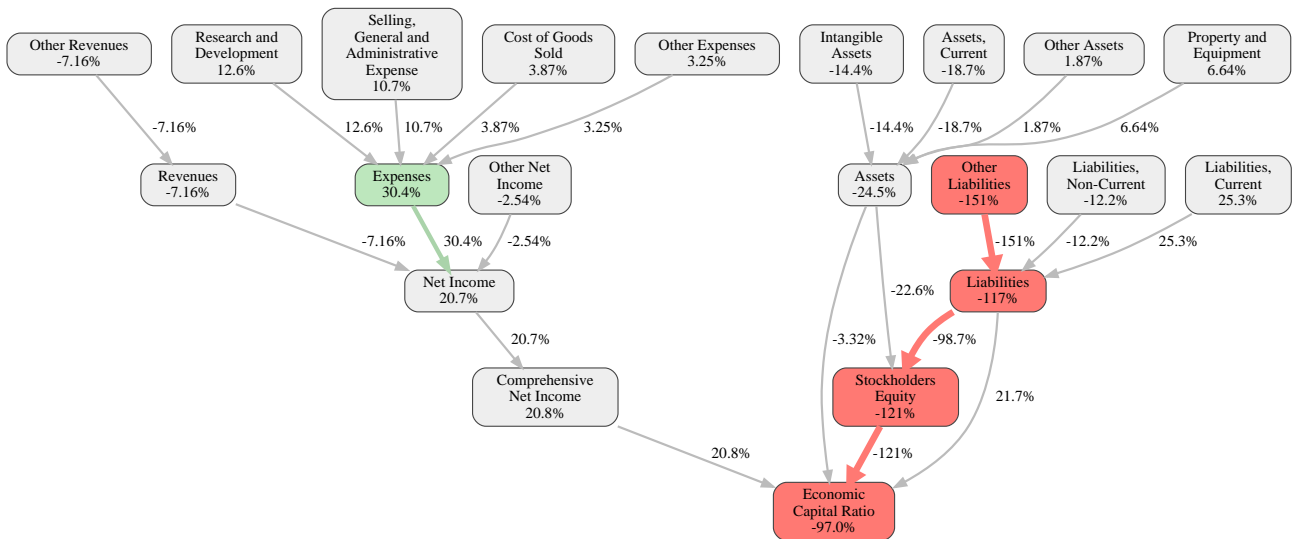 Other Revenues
-7.16%
Research and
Development
12.6%
Selling,
General and
Administrative
Expense
10.7%
Cost of Goods
Sold
3.87%
Other Expenses
3.25%
Intangible
Assets
-14.4%
Assets,
Current
-18.7%
Other Assets
1.87%
Property and
Equipment
6.64%
-7.16%
12.6%
10.7%
3.87%
3.25%
-14.4%
-18.7%
1.87%
6.64%
Revenues
-7.16%
Expenses
30.4%
Other Net
Income
-2.54%
Assets
-24.5%
Other
Liabilities
-151%
Liabilities,
Non-Current
-12.2%
Liabilities,
Current
25.3%
-7.16%
30.4%
-2.54%
-151%
-12.2%
25.3%
Net Income
20.7%
-22.6%
Liabilities
-117%
20.7%
-3.32%
-98.7%
Comprehensive
Net Income
20.8%
Stockholders
Equity
-121%
21.7%
20.8%
-121%
Economic
Capital Ratio
-97.0%